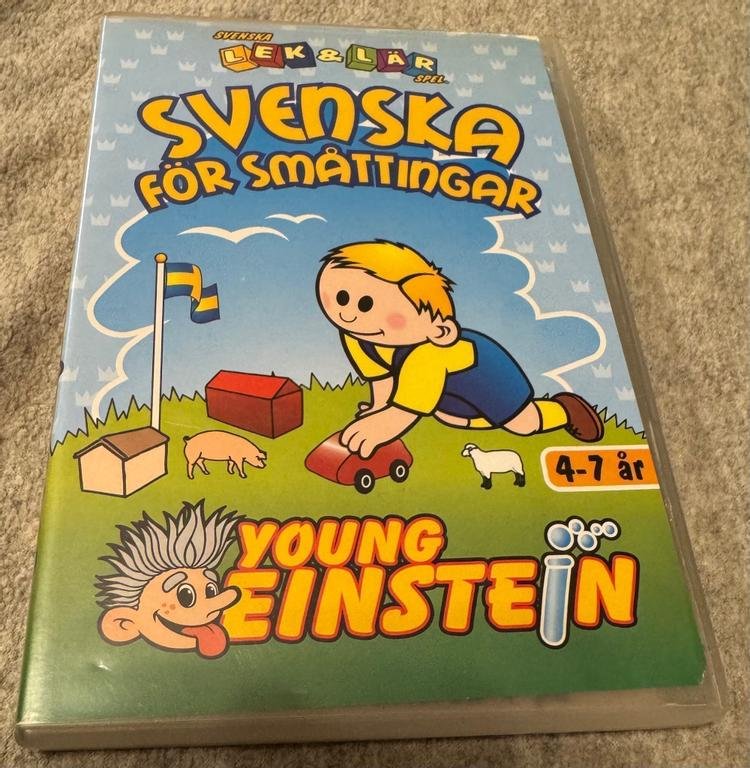 SVENSKA
LEK & LÄR
SPEL
SVENSKA
FÖR SMÅTTINGAR
4-7 år
YOUNG
EINSTEIN